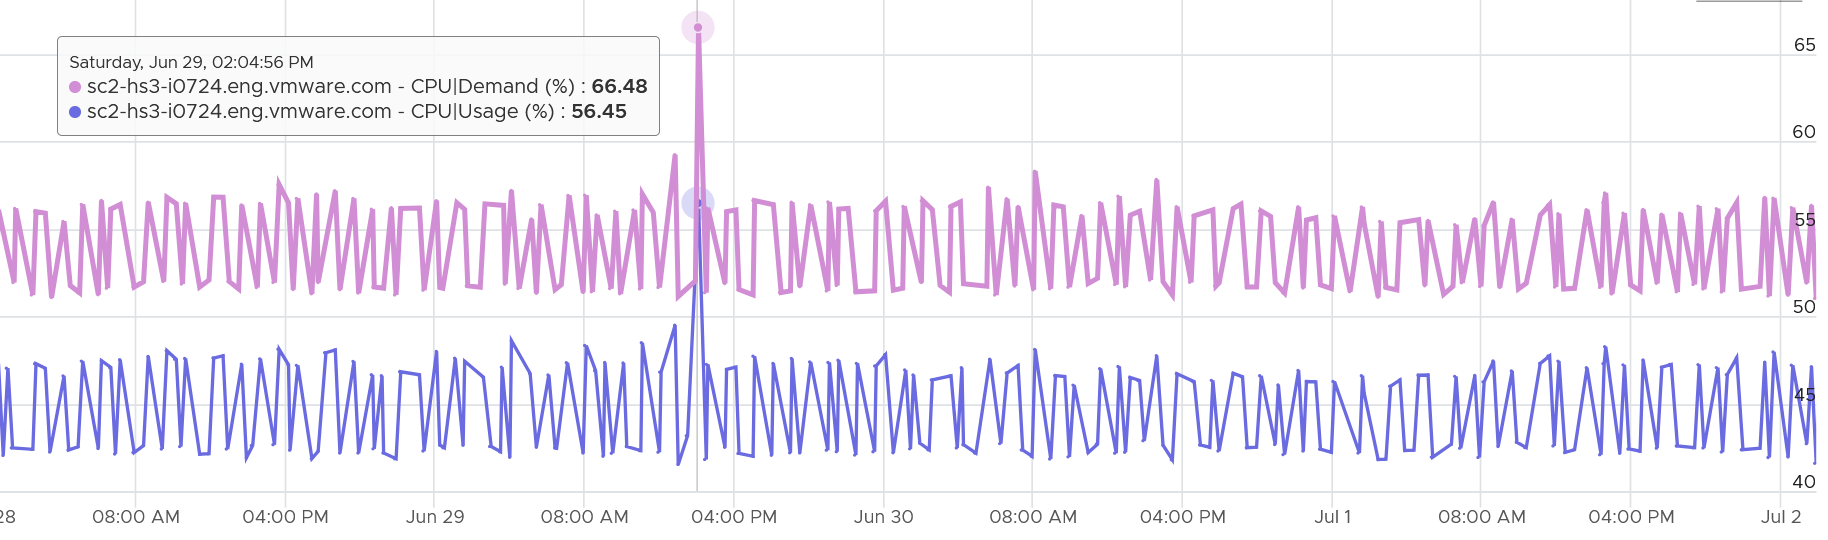 Saturday, Jun 29, 02:04:56 PM
sc2-hs3-i0724.eng.vmware.com - CPU|Demand (%) : 66.48
sc2-hs3-i0724.eng.vmware.com - CPU|Usage (%) : 56.45
65
60
55
50
45
40
28 08:00 AM 04:00 PM Jun 29 08:00 AM 04:00 PM Jun 30 08:00 AM 04:00 PM Jul 1 08:00 AM 04:00 PM Jul 2